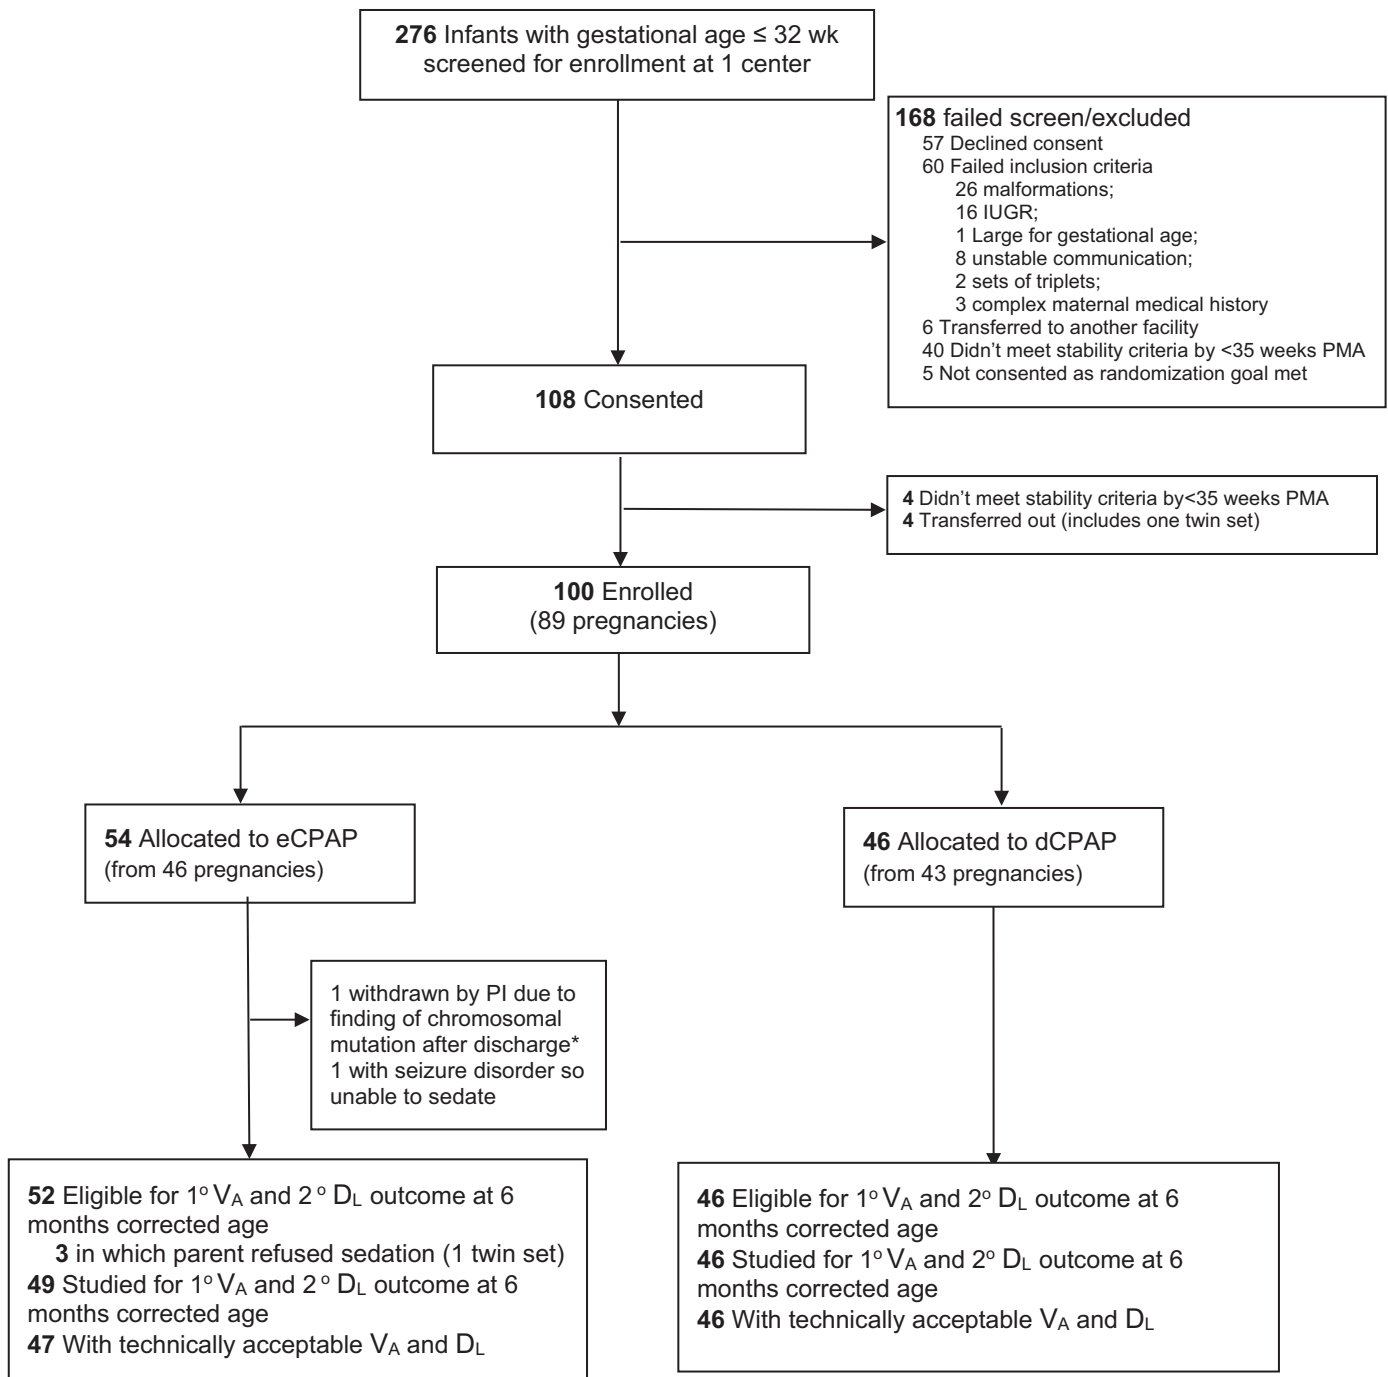 276 Infants with gestational age ≤ 32 wk
screened for enrollment at 1 center
168 failed screen/excluded
57 Declined consent
60 Failed inclusion criteria
26 malformations;
16 IUGR;
1 Large for gestational age;
8 unstable communication;
2 sets of triplets;
3 complex maternal medical history
6 Transferred to another facility
40 Didn't meet stability criteria by <35 weeks PMA
5 Not consented as randomization goal met
108 Consented
4 Didn't meet stability criteria by<35 weeks PMA
4 Transferred out (includes one twin set)
100 Enrolled
(89 pregnancies)
54 Allocated to eCPAP
(from 46 pregnancies)
46 Allocated to dCPAP
(from 43 pregnancies)
1 withdrawn by PI due to
finding of chromosomal
mutation after discharge*
1 with seizure disorder so
unable to sedate
52 Eligible for 1º VA and 2 º DL outcome at 6
months corrected age
3 in which parent refused sedation (1 twin set)
49 Studied for 1º VA and 2 º DL outcome at 6
months corrected age
47 With technically acceptable VA and DL
46 Eligible for 1º VA and 2º DL outcome at 6
months corrected age
46 Studied for 1º VA and 2º DL outcome at 6
months corrected age
46 With technically acceptable VA and DL